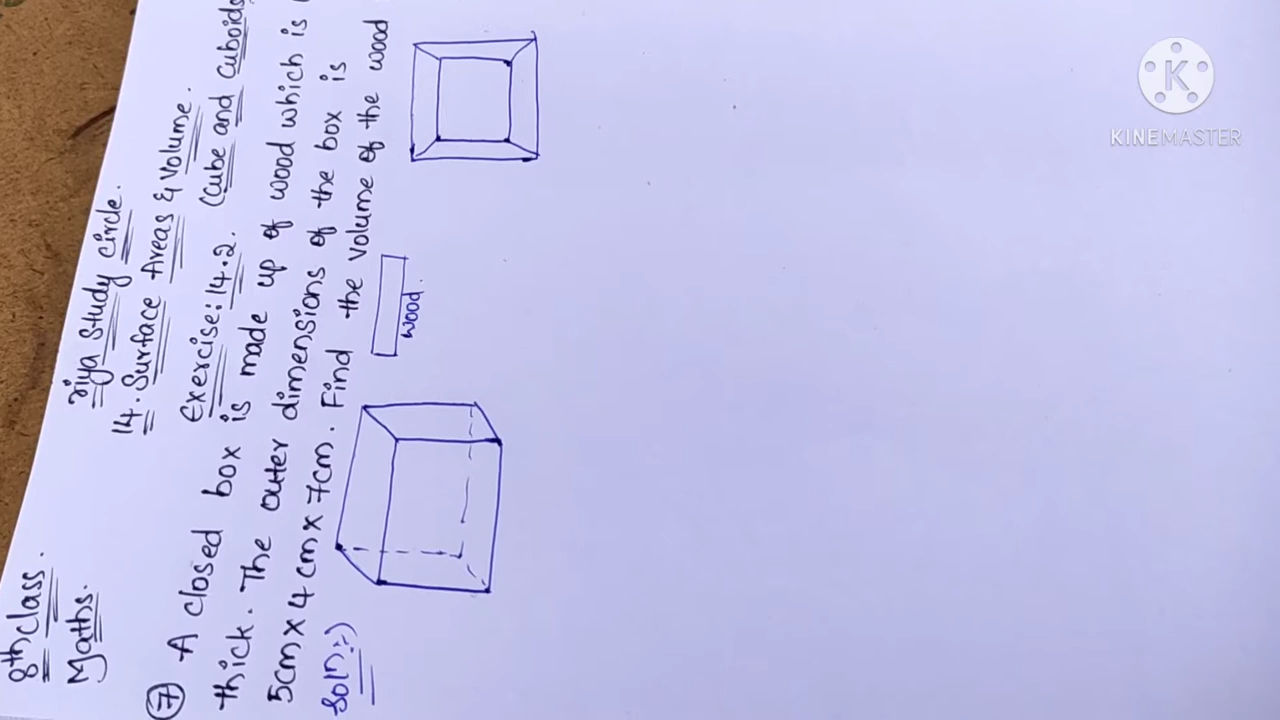 8th class.
Maths.
riya study circle.
14. Surface Areas & Volume.
Exercise: 14.2. (Cube and Cuboids
⑦ A closed box is made up of wood which is
thick. The outer dimensions of the box is
5cm x 4cm x 7cm. Find the volume of the wood
Soln:-)
wood.
KINEMASTER